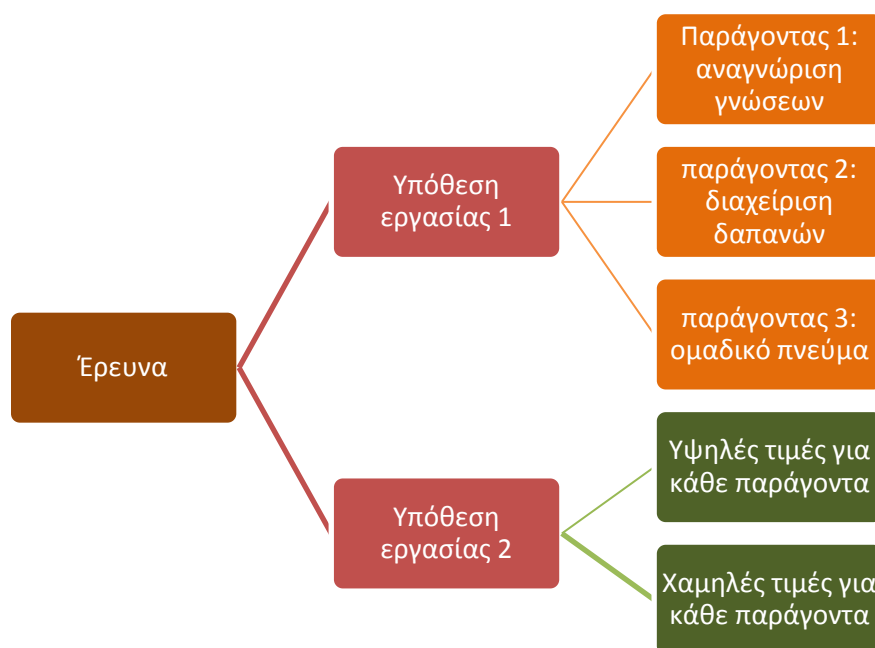 Παράγοντας 1:
αναγνώριση
γνώσεων
Υπόθεση
εργασίας 1
παράγοντας 2:
διαχείριση
δαπανών
παράγοντας 3:
ομαδικό πνεύμα
Έρευνα
Υψηλές τιμές για
κάθε παράγοντα
Υπόθεση
εργασίας 2
Χαμηλές τιμές για
κάθε παράγοντα